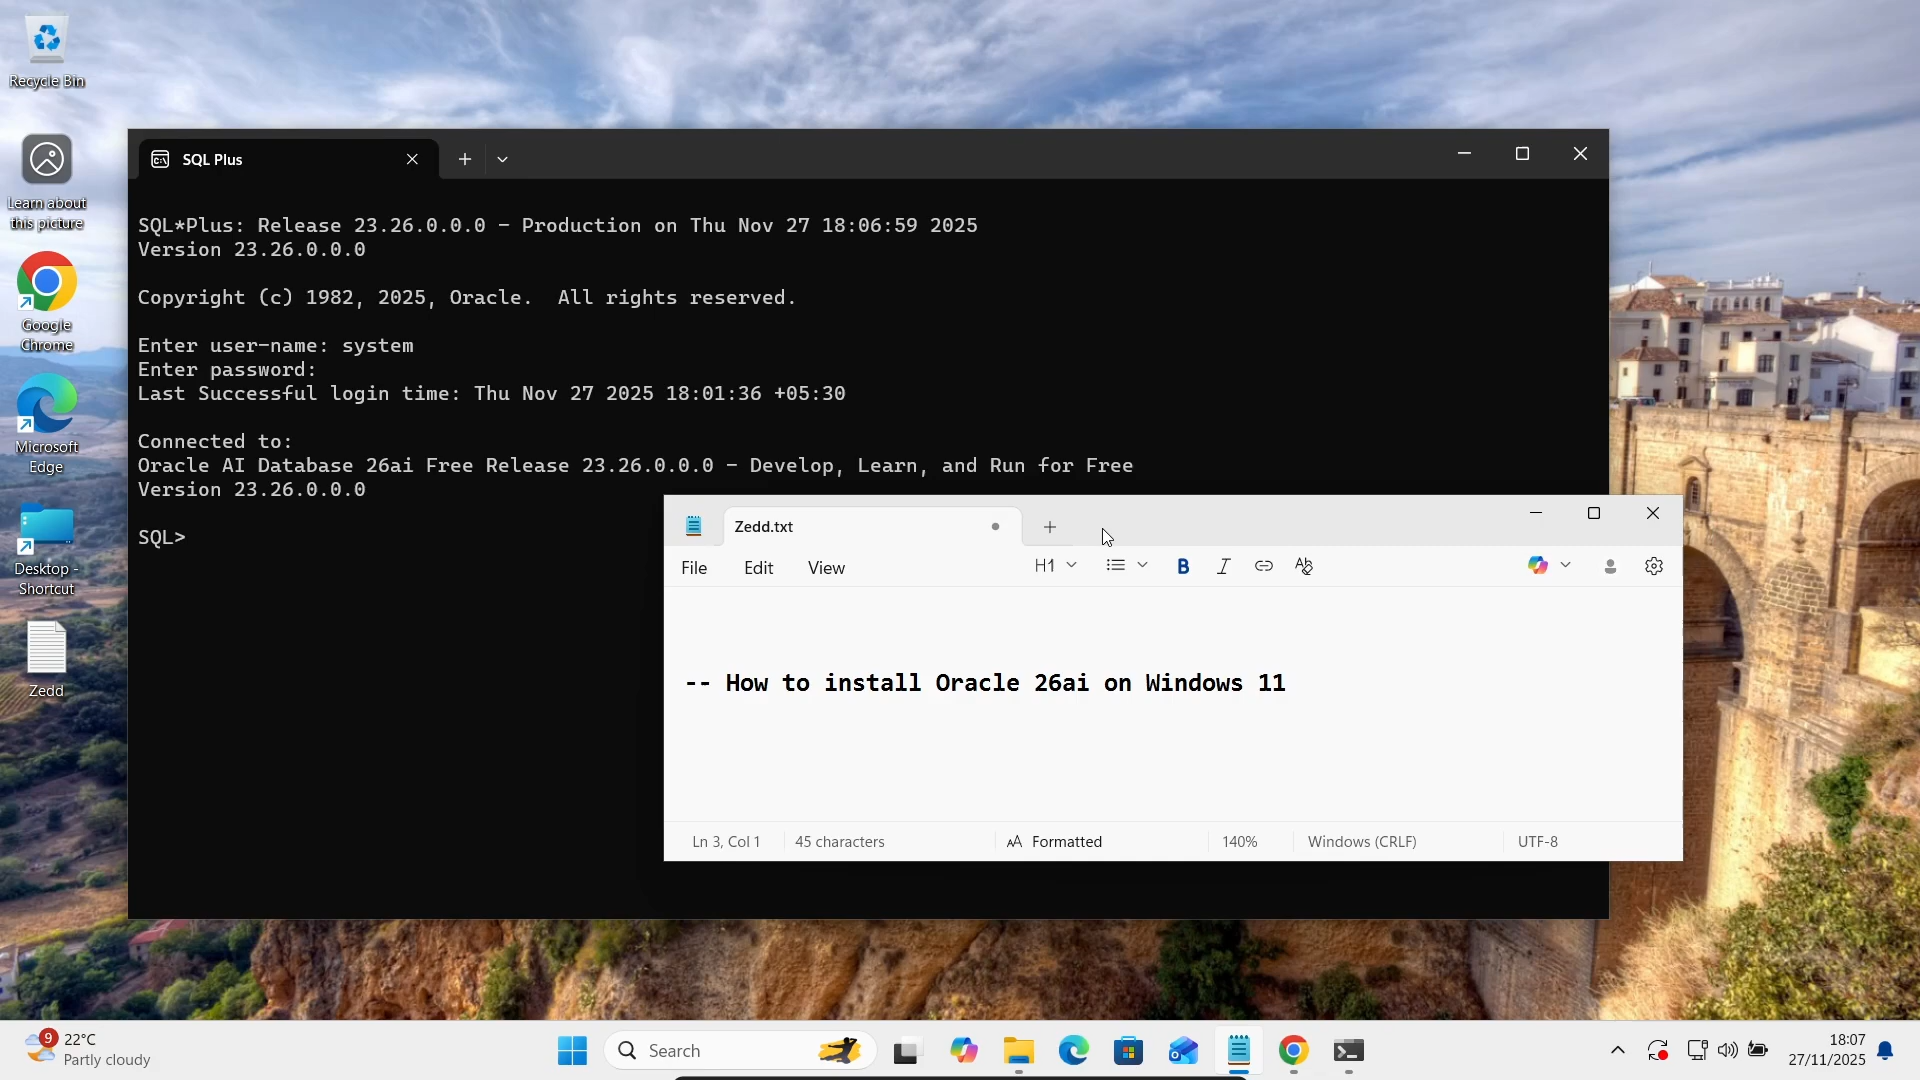 Recycle Bin
Learn about
this picture
Google
Chrome
Microsoft
Edge
Desktop -
Shortcut
Zedd
SQL Plus
SQL*Plus: Release 23.26.0.0.0 - Production on Thu Nov 27 18:06:59 2025
Version 23.26.0.0.0
Copyright (c) 1982, 2025, Oracle.  All rights reserved.
Enter user-name: system
Enter password:
Last Successful login time: Thu Nov 27 2025 18:01:36 +05:30
Connected to:
Oracle AI Database 26ai Free Release 23.26.0.0.0 - Develop, Learn, and Run for Free
Version 23.26.0.0.0
SQL>
Zedd.txt
File Edit View H1 B I
-- How to install Oracle 26ai on Windows 11
Ln 3, Col 1 45 characters Formatted 140% Windows (CRLF) UTF-8
9
22°C
Partly cloudy
Search
18:07
27/11/2025